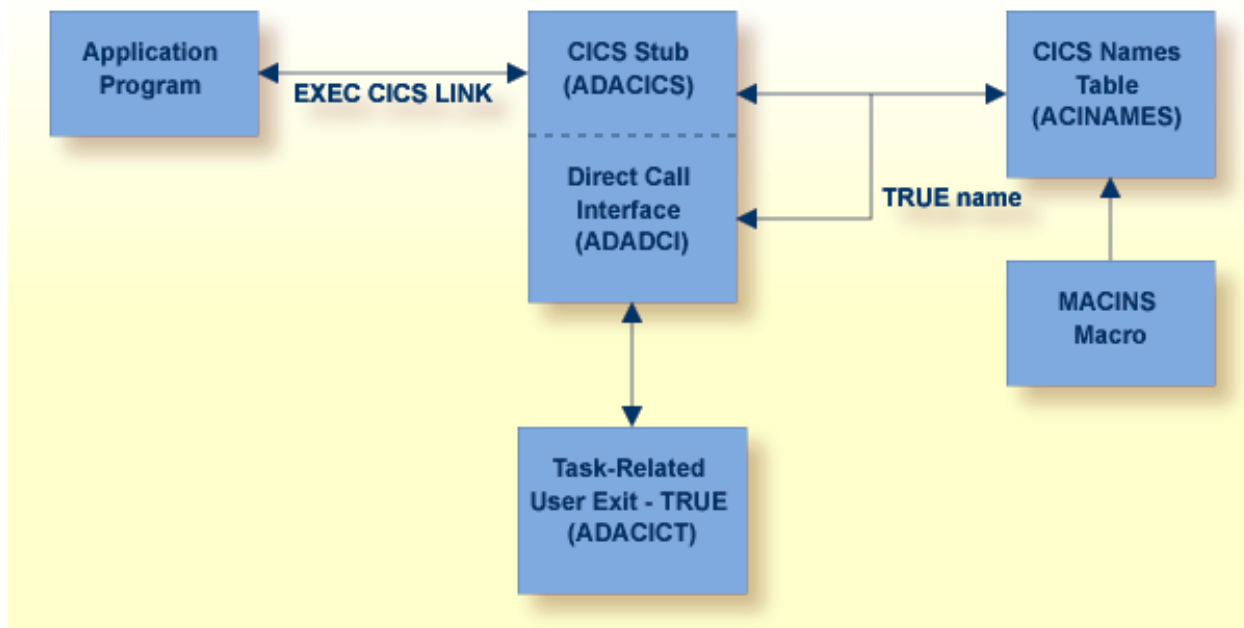 Application
Program
EXEC CICS LINK
CICS Stub
(ADACICS)
Direct Call
Interface
(ADADCI)
TRUE name
CICS Names
Table
(ACINAMES)
MACINS
Macro
Task-Related
User Exit - TRUE
(ADACICT)